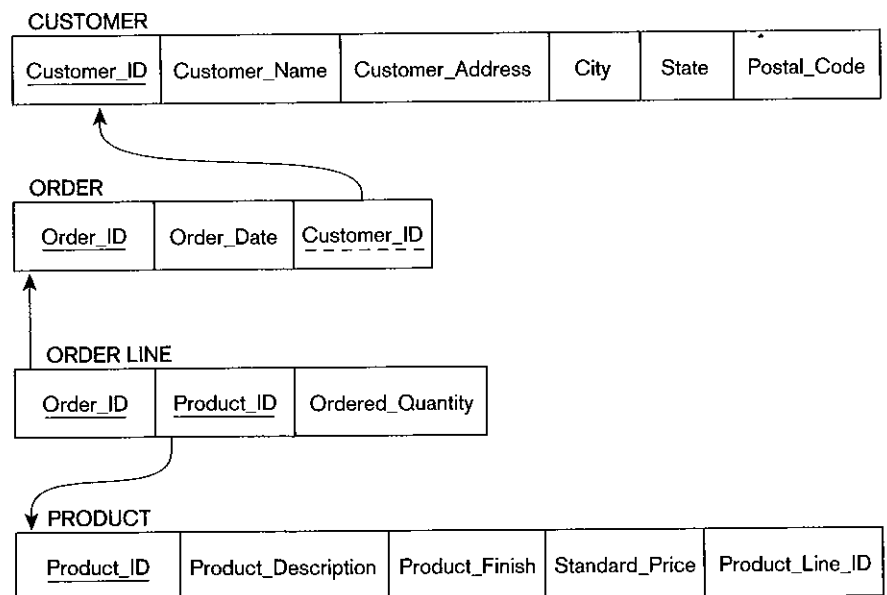 CUSTOMER
Customer_ID Customer_Name Customer_Address City State Postal_Code
ORDER
Order_ID Order_Date Customer_ID
ORDER LINE
Order_ID Product_ID Ordered_Quantity
PRODUCT
Product_ID Product_Description Product_Finish Standard_Price Product_Line_ID